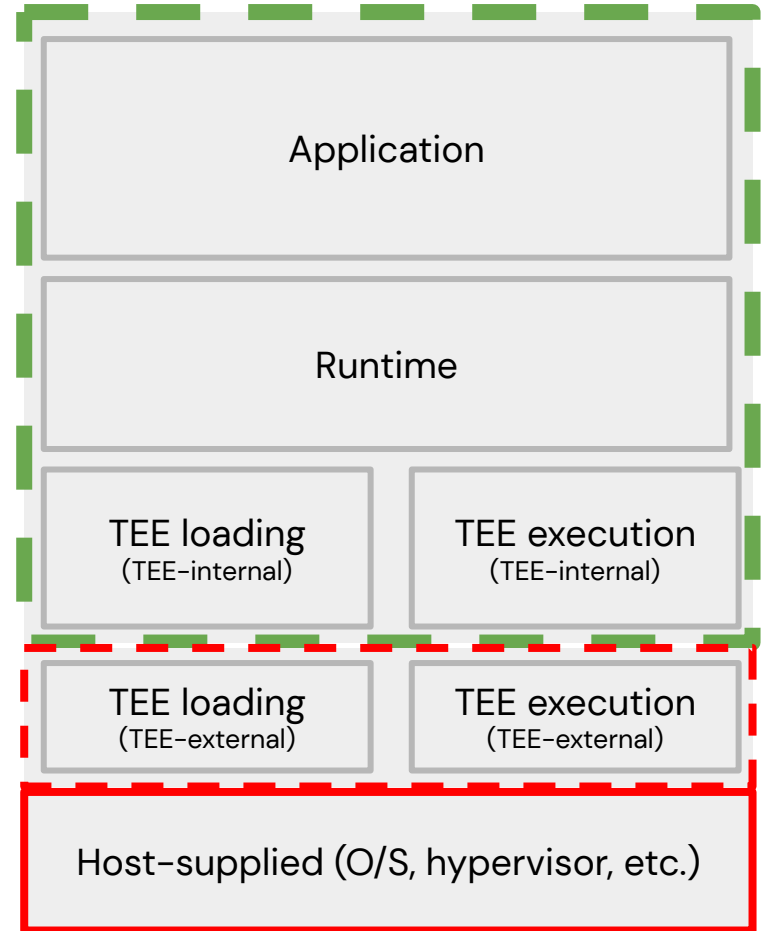 Application
Runtime
TEE loading
(TEE-internal)
TEE execution
(TEE-internal)
TEE loading
(TEE-external)
TEE execution
(TEE-external)
Host-supplied (O/S, hypervisor, etc.)